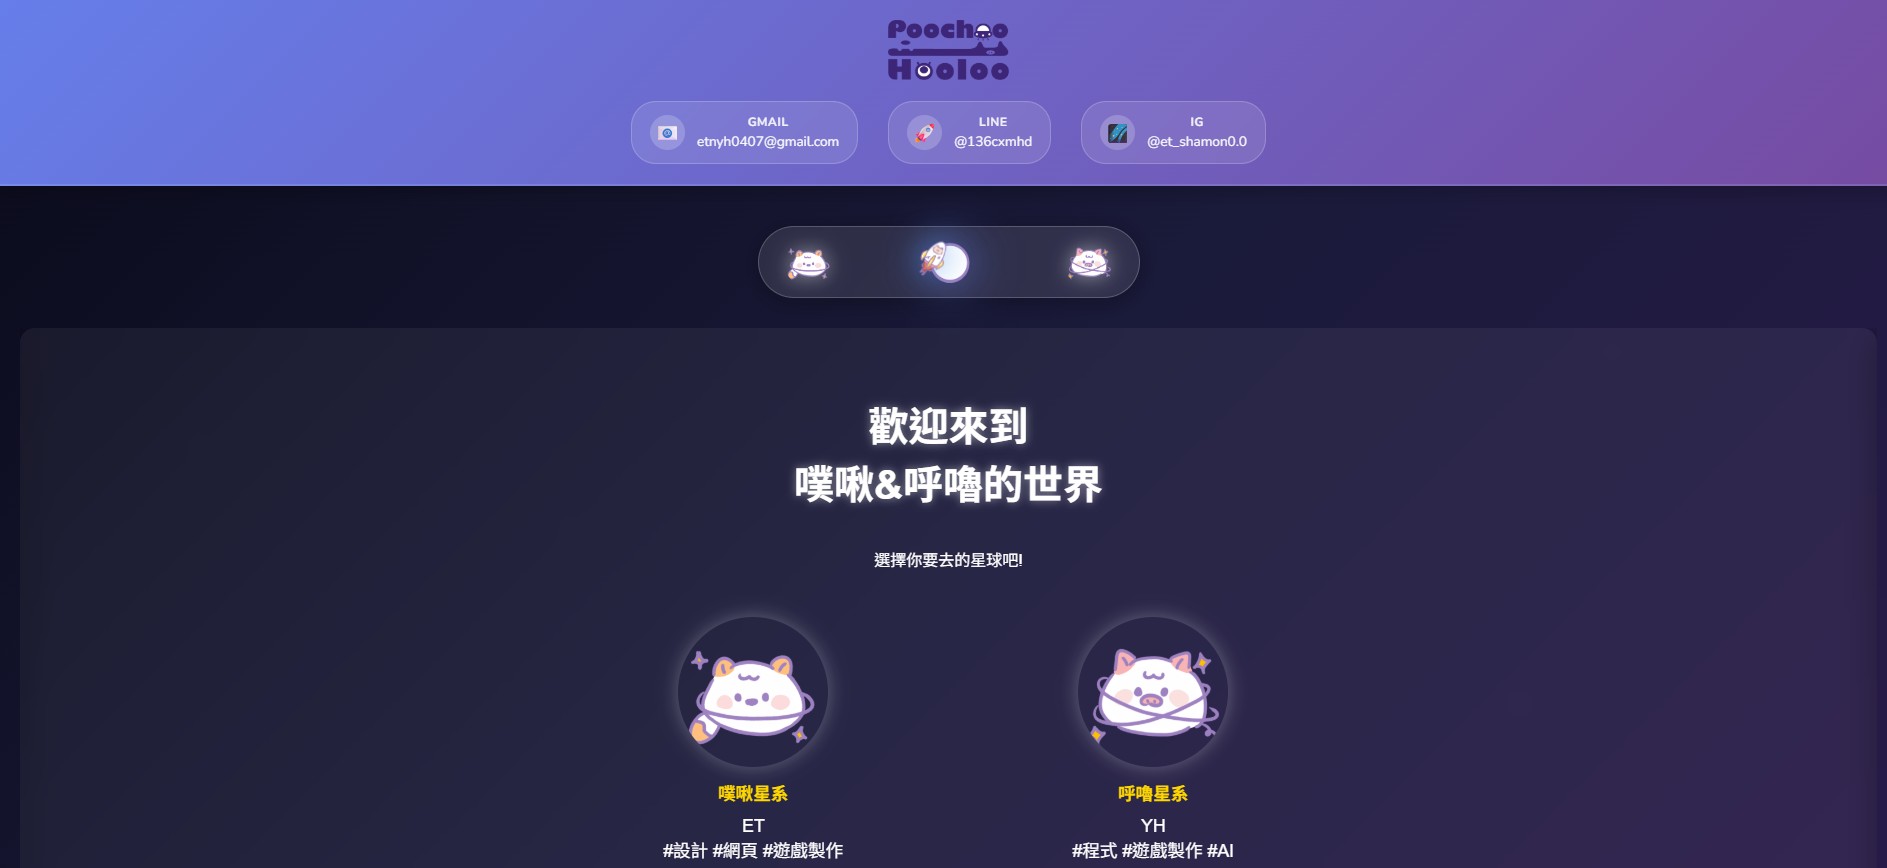 Poochoo
Hooloo
GMAIL
etnyh0407@gmail.com
LINE
@136cxmhd
IG
@et_shamon0.0
歡迎來到
噗啾&呼嚕的世界
選擇你要去的星球吧!
噗啾星系
ET
#設計 #網頁 #遊戲製作
呼嚕星系
YH
#程式 #遊戲製作 #AI